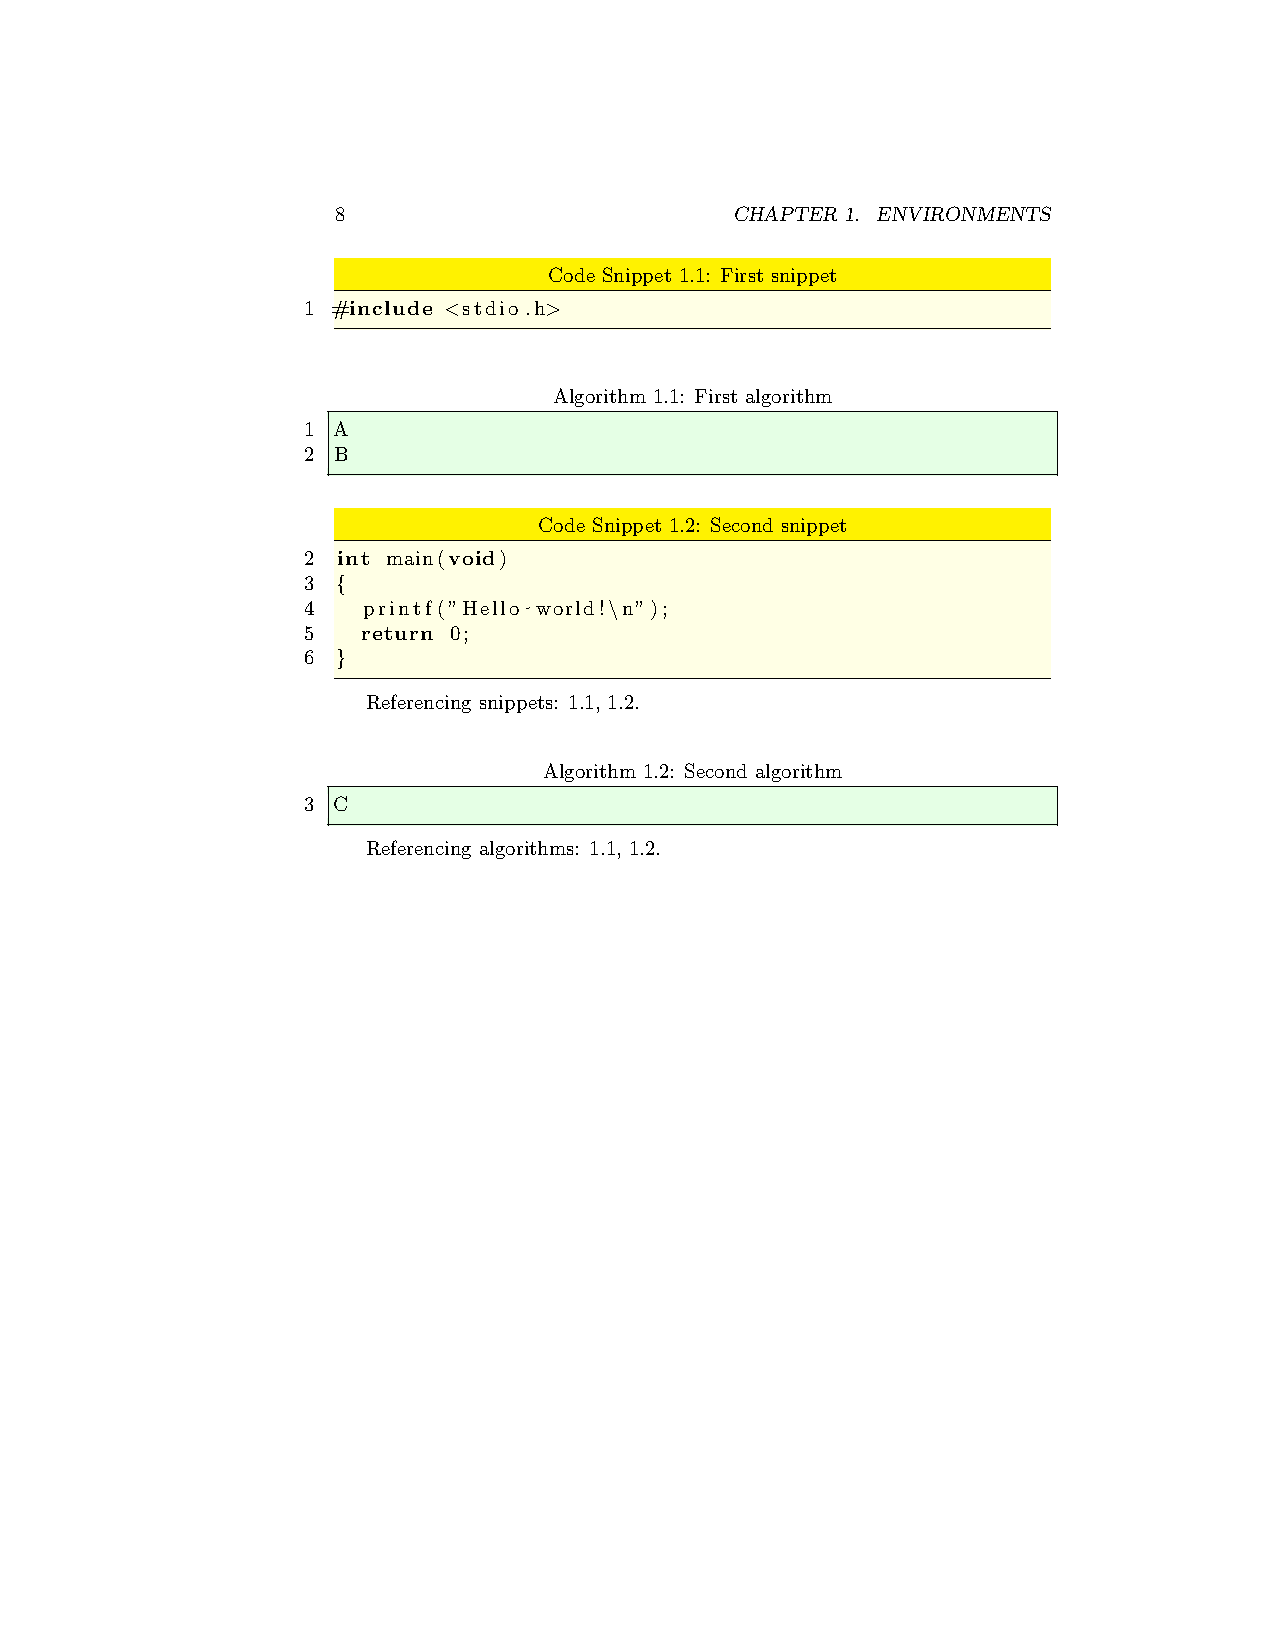 8 CHAPTER 1. ENVIRONMENTS
Code Snippet 1.1: First snippet
1 #include <stdio.h>
Algorithm 1.1: First algorithm
1 A
2 B
Code Snippet 1.2: Second snippet
2 int main(void)
3 {
4   printf("Hello world!\n");
5   return 0;
6 }
Referencing snippets: 1.1, 1.2.
Algorithm 1.2: Second algorithm
3 C
Referencing algorithms: 1.1, 1.2.